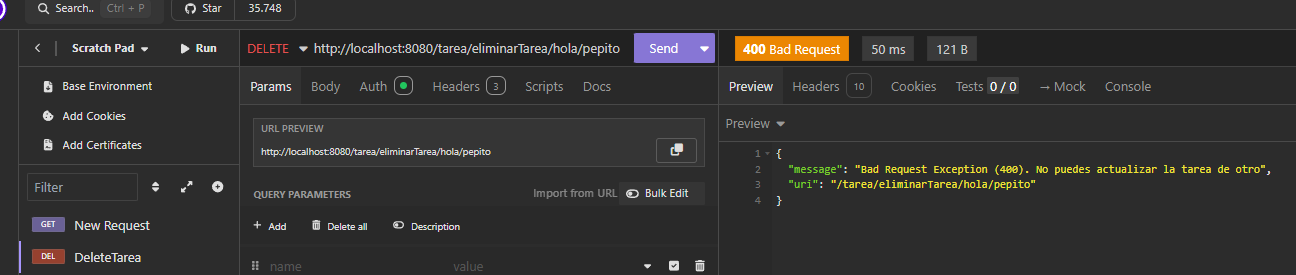 Search.. Ctrl + P Star 35.748
Scratch Pad Run
Base Environment
Add Cookies
Add Certificates
Filter
GET New Request
DEL DeleteTarea
DELETE http://localhost:8080/tarea/eliminarTarea/hola/pepito Send
Params Body Auth Headers 3 Scripts Docs
URL PREVIEW
http://localhost:8080/tarea/eliminarTarea/hola/pepito
QUERY PARAMETERS Import from URL Bulk Edit
+ Add Delete all Description
name value
400 Bad Request 50 ms 121 B
Preview Headers 10 Cookies Tests 0 / 0 → Mock Console
Preview
1 {
2 "message": "Bad Request Exception (400). No puedes actualizar la tarea de otro",
3 "uri": "/tarea/eliminarTarea/hola/pepito"
4 }